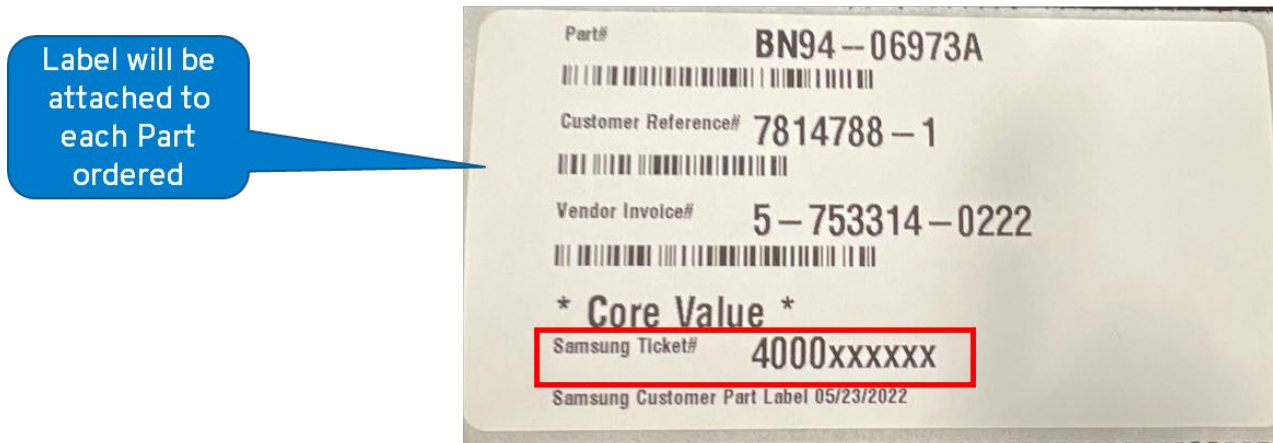 Label will be
attached to
each Part
ordered
Part# BN94-06973A
Customer Reference# 7814788-1
Vendor Invoice# 5-753314-0222
* Core Value *
Samsung Ticket# 4000xxxxxx
Samsung Customer Part Label 05/23/2022